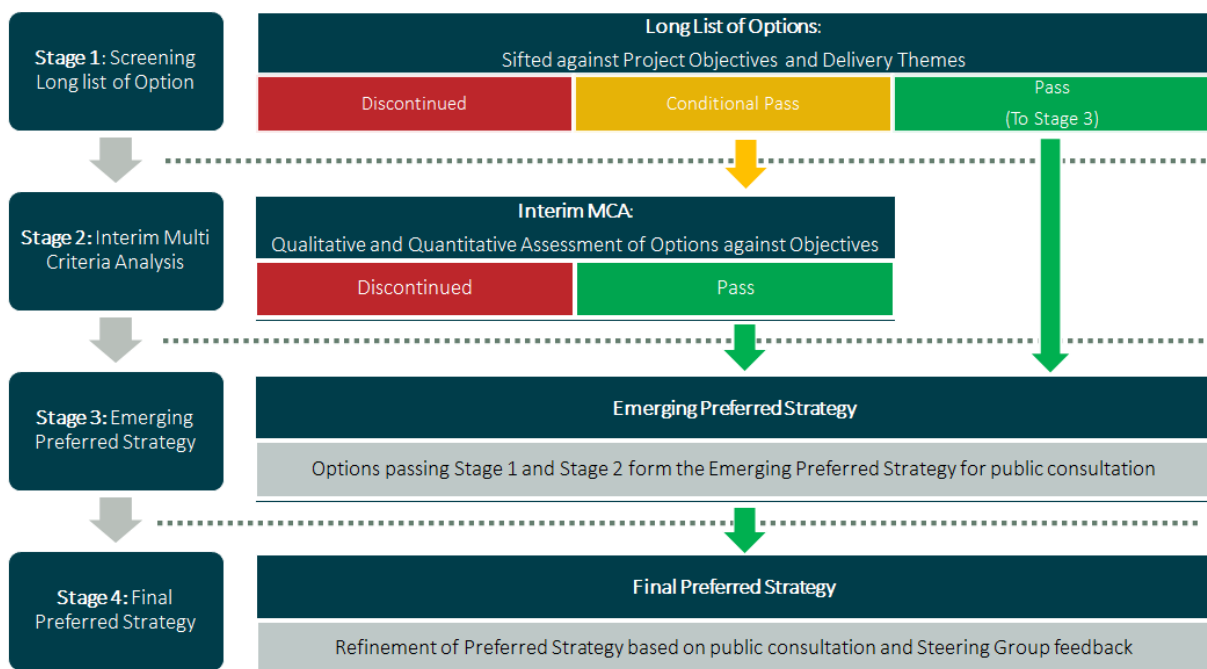 Stage 1: Screening
Long list of Option
Long List of Options:
Sifted against Project Objectives and Delivery Themes
Discontinued
Conditional Pass
Pass
(To Stage 3)
Stage 2: Interim Multi
Criteria Analysis
Interim MCA:
Qualitative and Quantitative Assessment of Options against Objectives
Discontinued
Pass
Stage 3: Emerging
Preferred Strategy
Emerging Preferred Strategy
Options passing Stage 1 and Stage 2 form the Emerging Preferred Strategy for public consultation
Stage 4: Final
Preferred Strategy
Final Preferred Strategy
Refinement of Preferred Strategy based on public consultation and Steering Group feedback